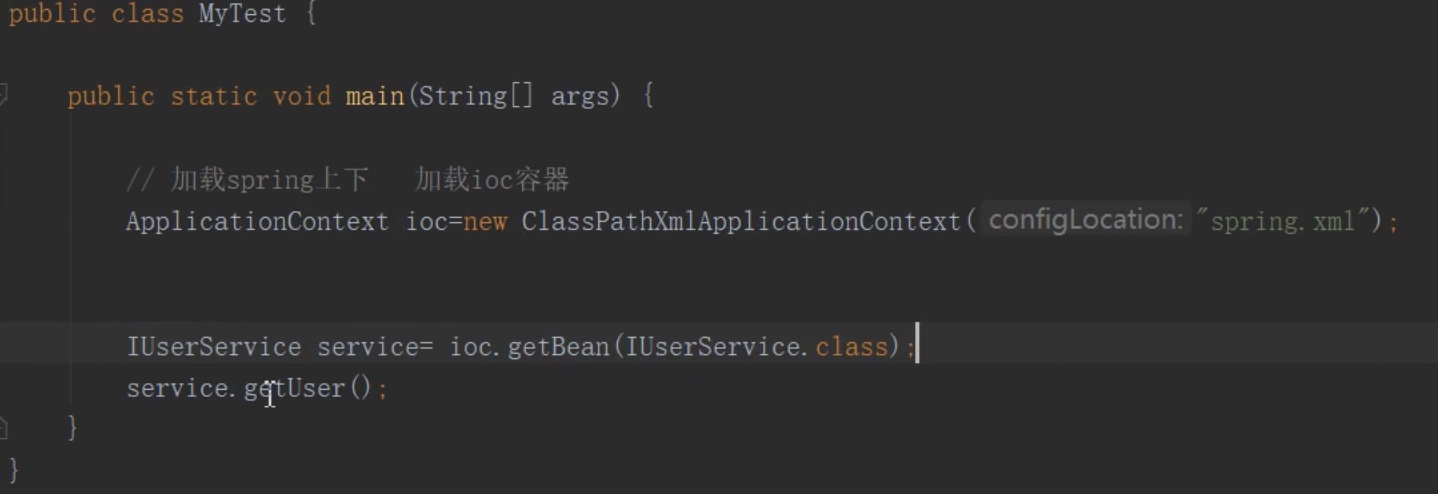 public class MyTest {
public static void main(String[] args) {
// 加载spring上下 加载ioc容器
ApplicationContext ioc=new ClassPathXmlApplicationContext( configLocation: "spring.xml");
IUserService service= ioc.getBean(IUserService.class);
service.getUser();
}
}